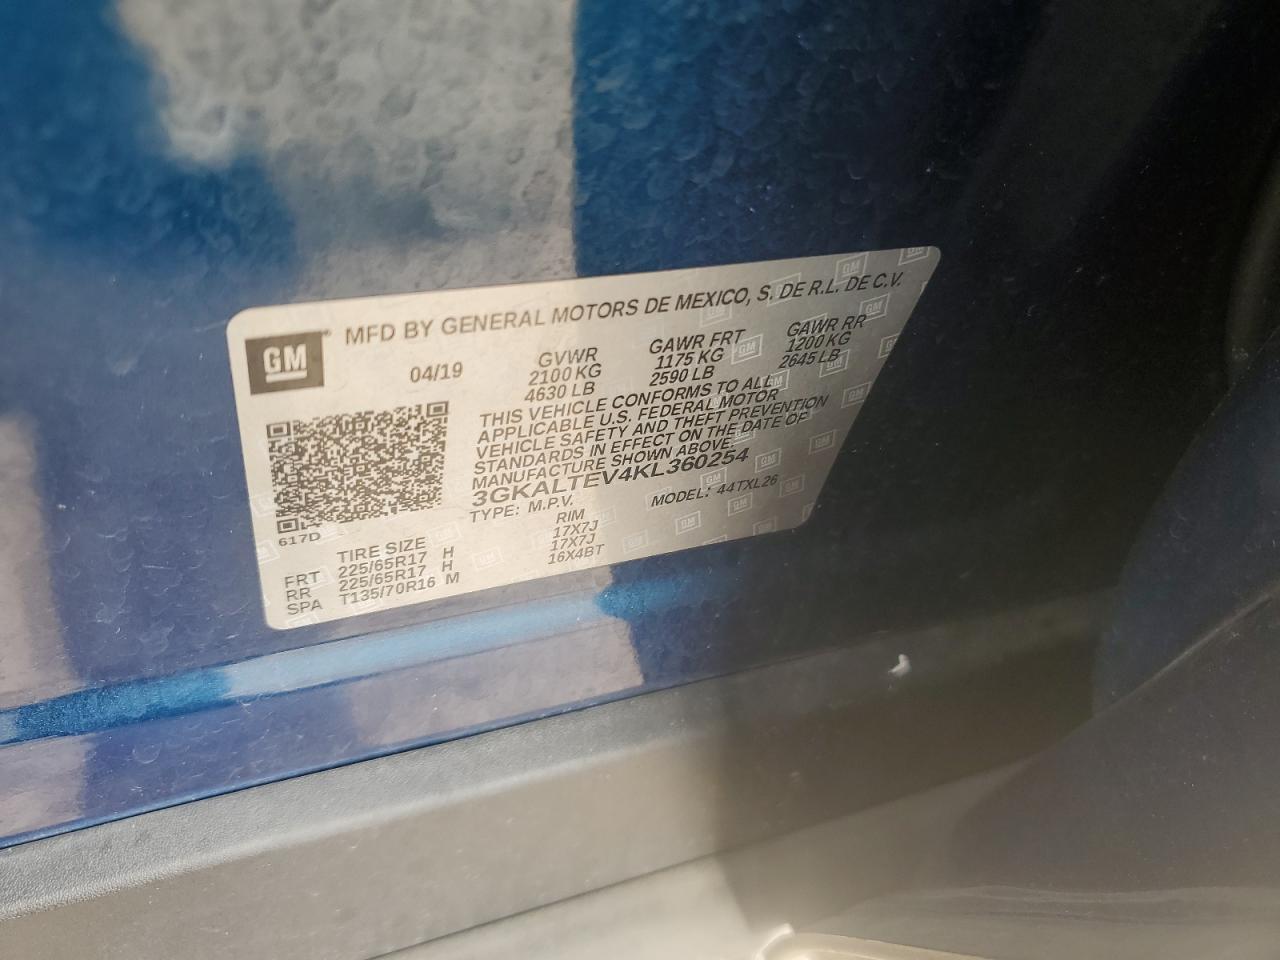 MFD BY GENERAL MOTORS DE MEXICO, S. DE R.L. DE C.V.
GM
04/19 GVWR GAWR FRT GAWR RR
2100 KG 1175 KG 1200 KG
4630 LB 2590 LB 2645 LB
THIS VEHICLE CONFORMS TO ALL
APPLICABLE U.S. FEDERAL MOTOR
VEHICLE SAFETY AND THEFT PREVENTION
STANDARDS IN EFFECT ON THE DATE OF
MANUFACTURE SHOWN ABOVE.
3GKALTEV4KL360254
TYPE: M.P.V. MODEL: 44TXL26
617D
TIRE SIZE RIM
FRT 225/65R17 H 17X7J
RR 225/65R17 H 17X7J
SPA T135/70R16 M 16X4BT